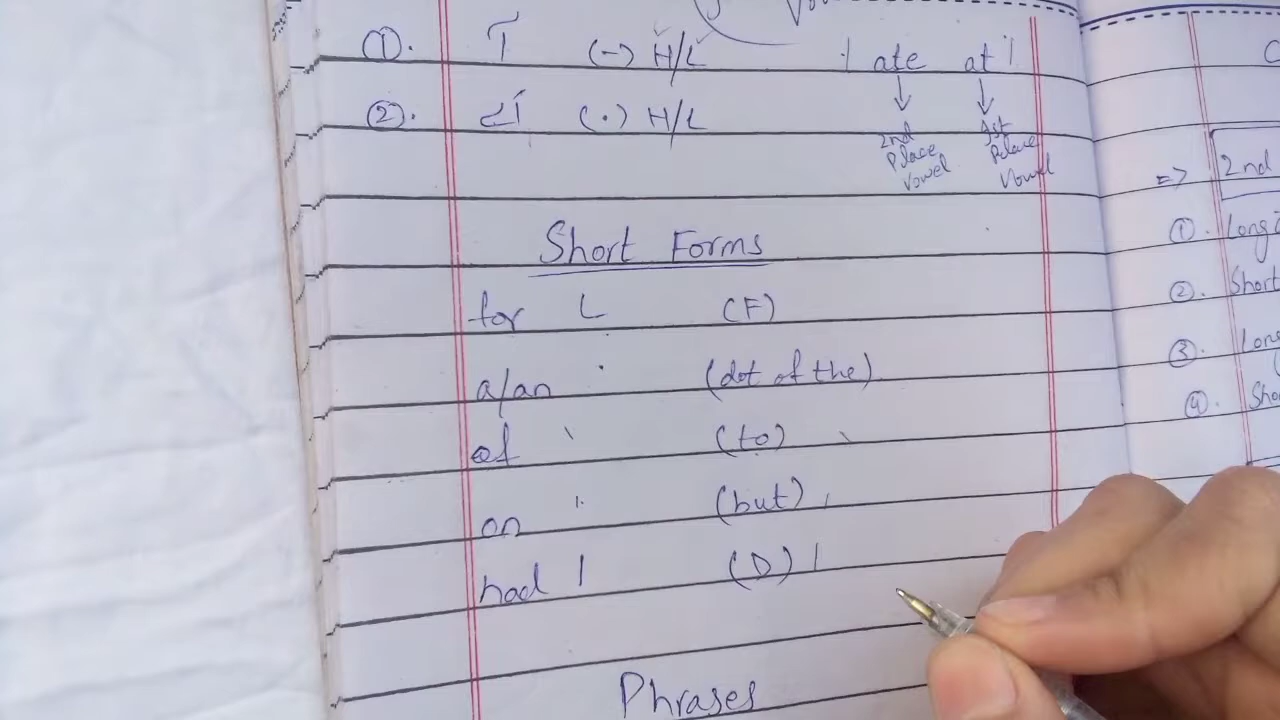 ①. (-) H/L | ate at |
②. (.) H/L
2nd Place Vowel
1st Place Vowel
=> 2nd
①. Long
②. Short
③. Long
④. Sho
Short Forms
for (F)
a/an . (dot of the)
of \ (to) \
on ' (but) ,
had | (D) |
Phrases